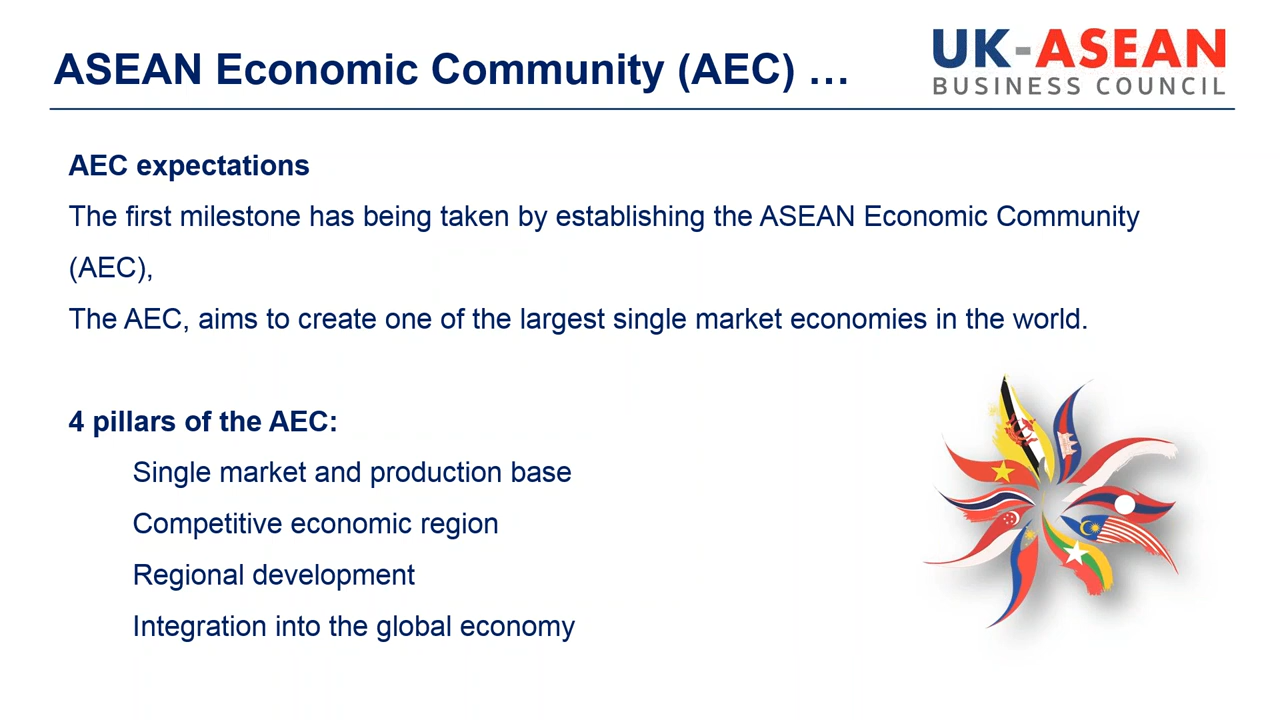 ASEAN Economic Community (AEC) …
UK-ASEAN
BUSINESS COUNCIL
AEC expectations
The first milestone has being taken by establishing the ASEAN Economic Community
(AEC),
The AEC, aims to create one of the largest single market economies in the world.
4 pillars of the AEC:
Single market and production base
Competitive economic region
Regional development
Integration into the global economy